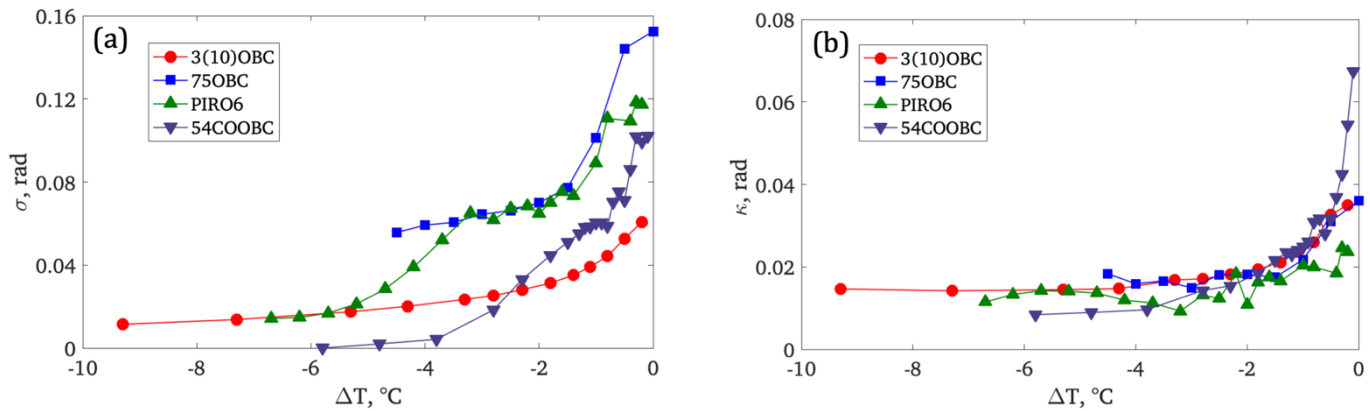 (a)
3(10)OBC
75OBC
PIRO6
54COOBC
0.16
0.12
0.08
0.04
0
σ, rad
-10
-8
-6
-4
-2
0
ΔT, °C
(b)
3(10)OBC
75OBC
PIRO6
54COOBC
0.08
0.06
0.04
0.02
0
κ, rad
-10
-8
-6
-4
-2
0
ΔT, °C